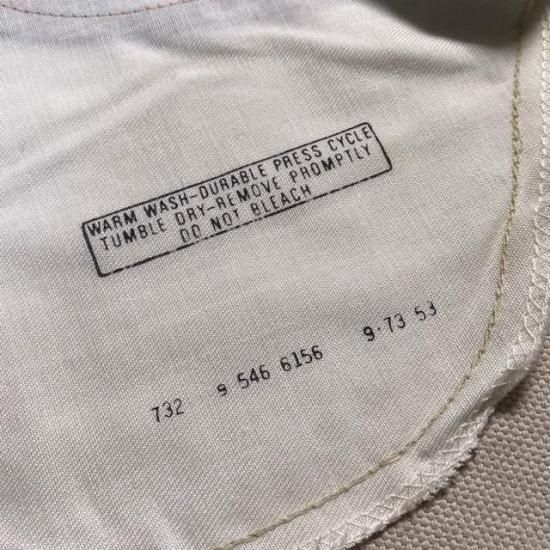 WARM WASH-DURABLE PRESS CYCLE
TUMBLE DRY-REMOVE PROMPTLY
DO NOT BLEACH
732 9 546 6156 9·73 53